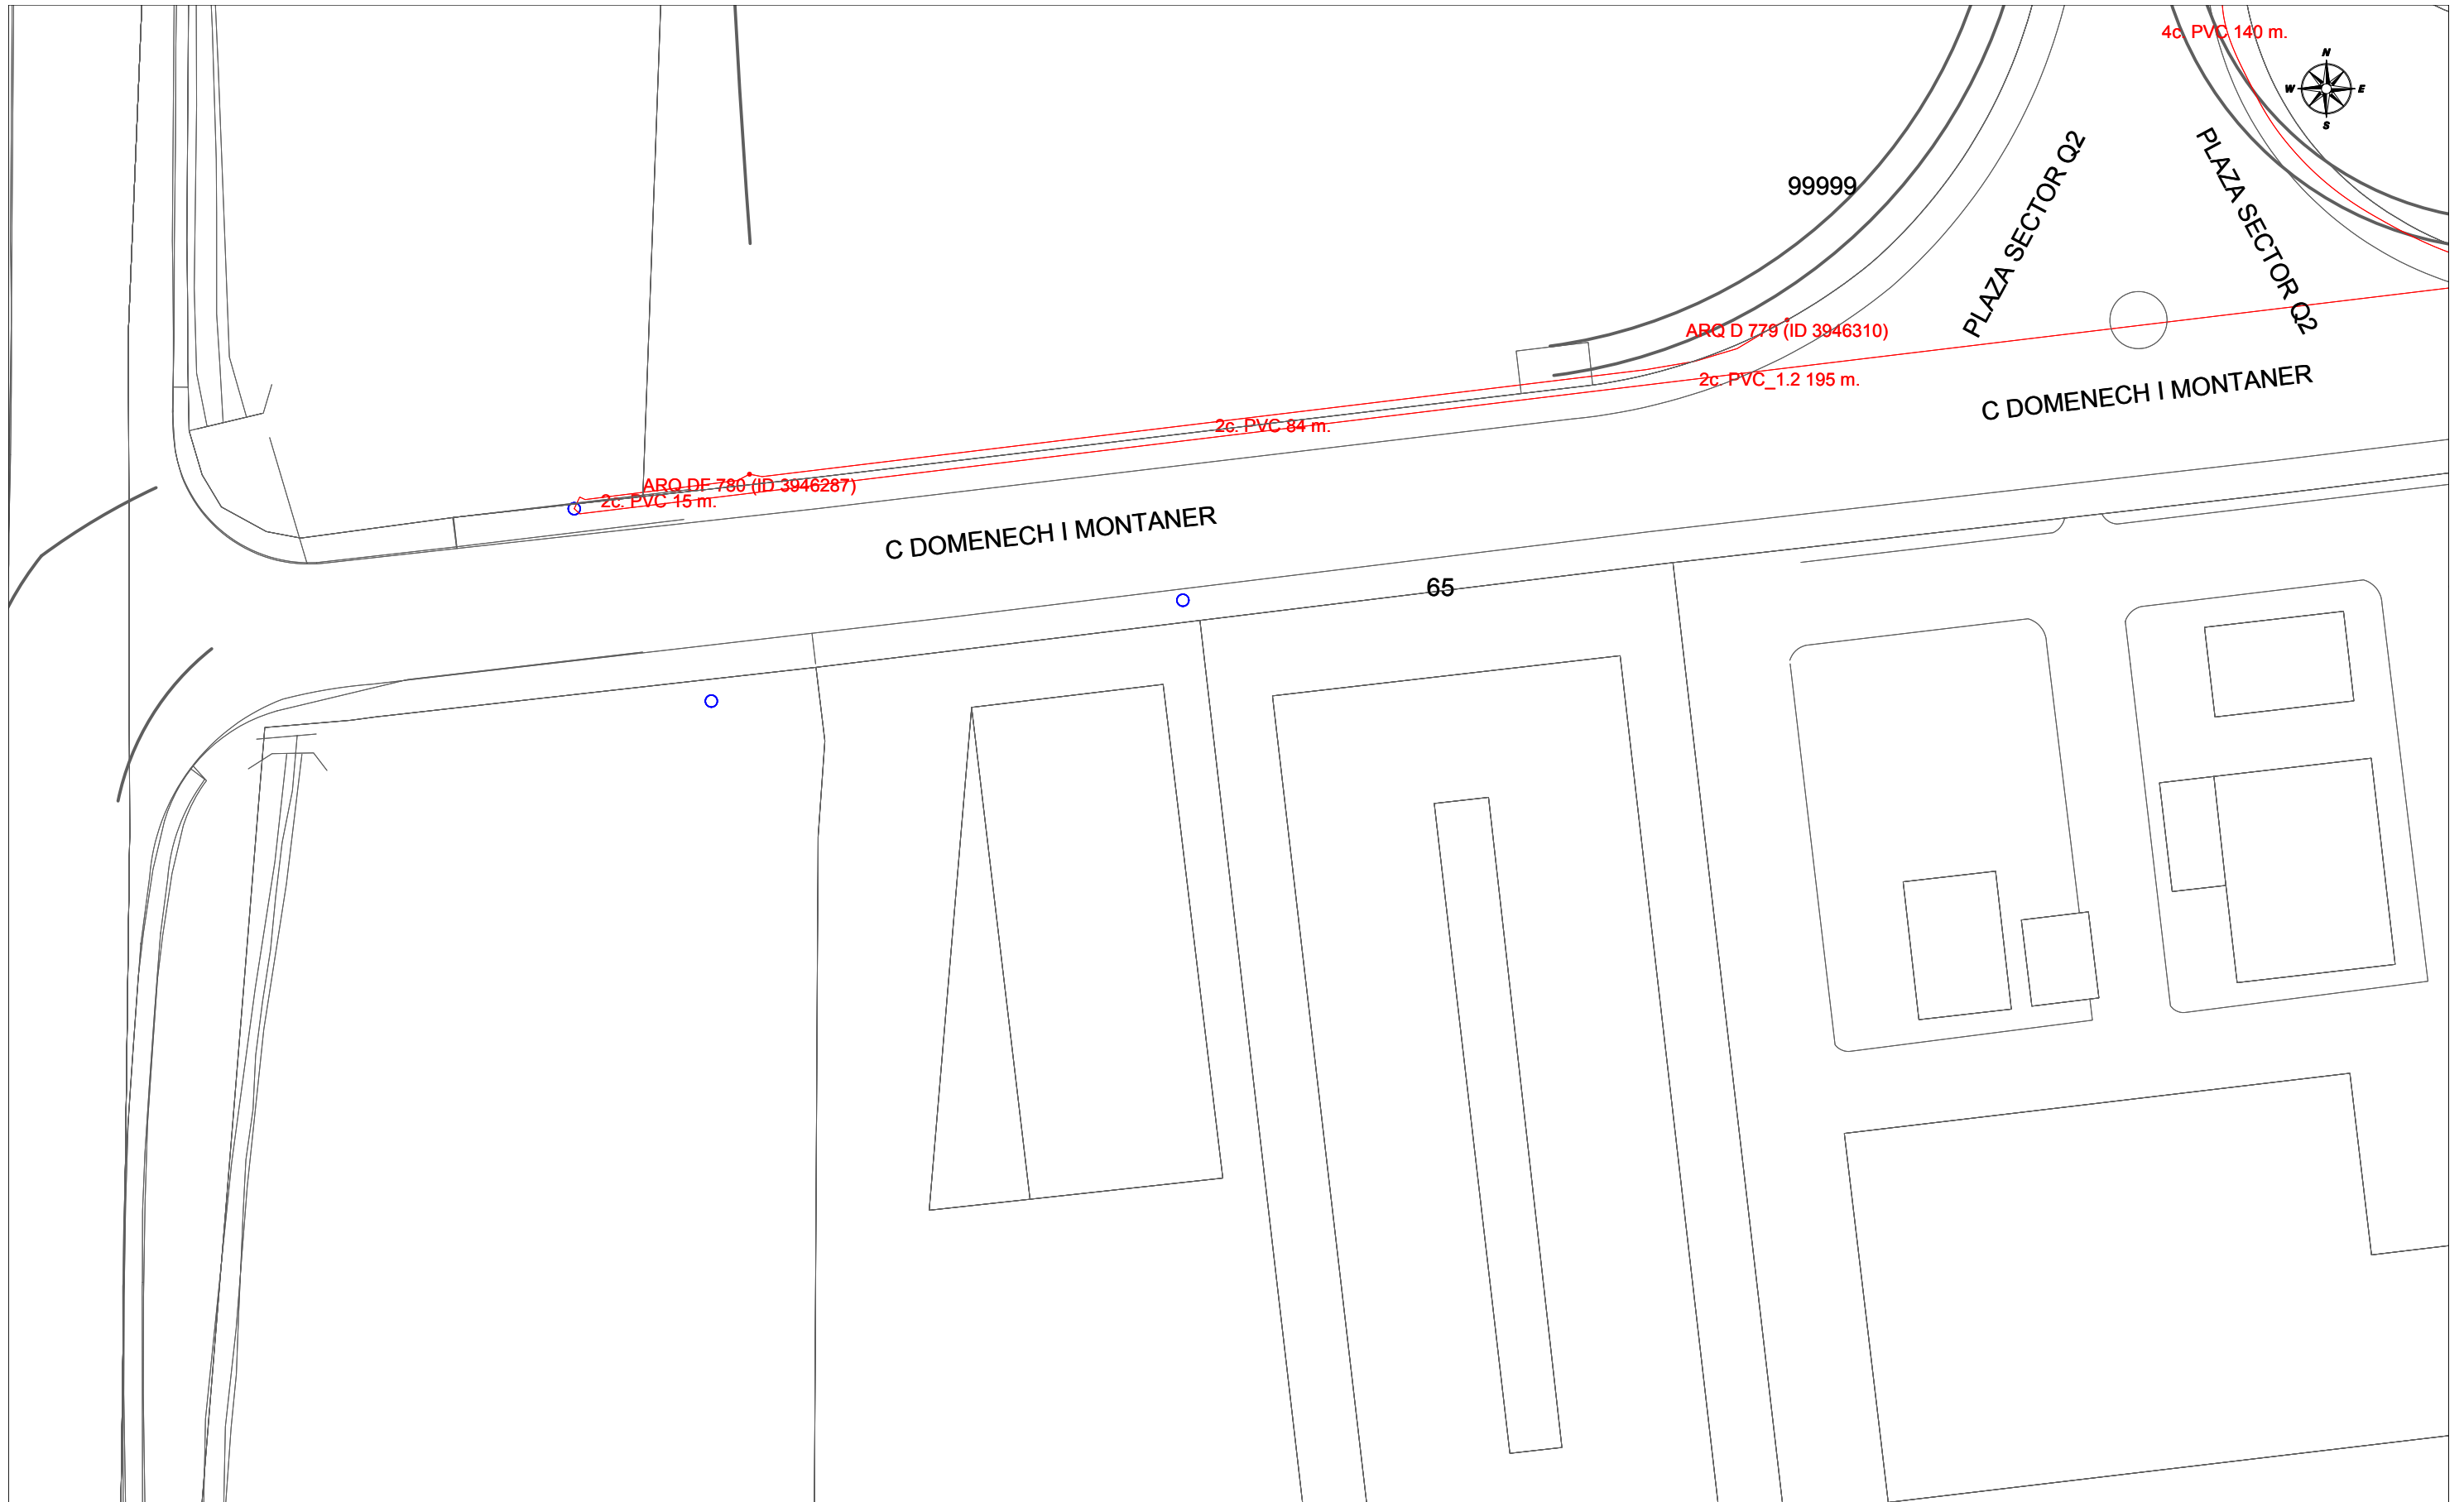 4c. PVC 140 m.
N
W
E
S
PLAZA SECTOR Q2
PLAZA SECTOR Q2
99999
ARQ D 779 (ID 3946310)
2c. PVC_1.2 195 m.
C DOMENECH I MONTANER
2c. PVC 84 m.
ARQ DF 780 (ID 3946287)
2c. PVC 15 m.
C DOMENECH I MONTANER
65